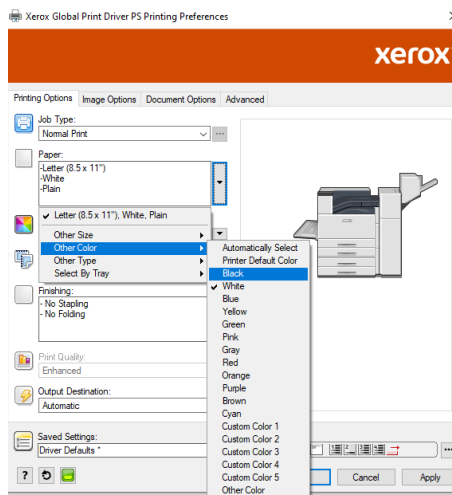 Xerox Global Print Driver PS Printing Preferences
xerox
Printing Options Image Options Document Options Advanced
Job Type:
Normal Print
Paper:
-Letter (8.5 x 11")
-White
-Plain
Letter (8.5 x 11"), White, Plain
Other Size
Other Color
Other Type
Select By Tray
Automatically Select
Printer Default Color
Black
White
Blue
Yellow
Green
Pink
Gray
Red
Orange
Purple
Brown
Cyan
Custom Color 1
Custom Color 2
Custom Color 3
Custom Color 4
Custom Color 5
Other Color
Finishing:
- No Stapling
- No Folding
Print Quality:
Enhanced
Output Destination:
Automatic
Saved Settings:
Driver Defaults *
? Cancel Apply